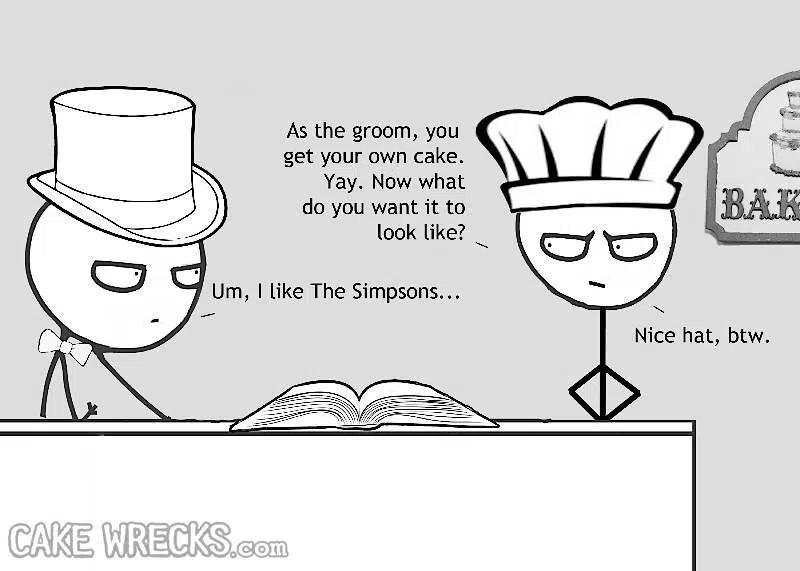 As the groom, you
get your own cake.
Yay. Now what
do you want it to
look like?
Um, I like The Simpsons...
Nice hat, btw.
BAK
CAKE WRECKS.com